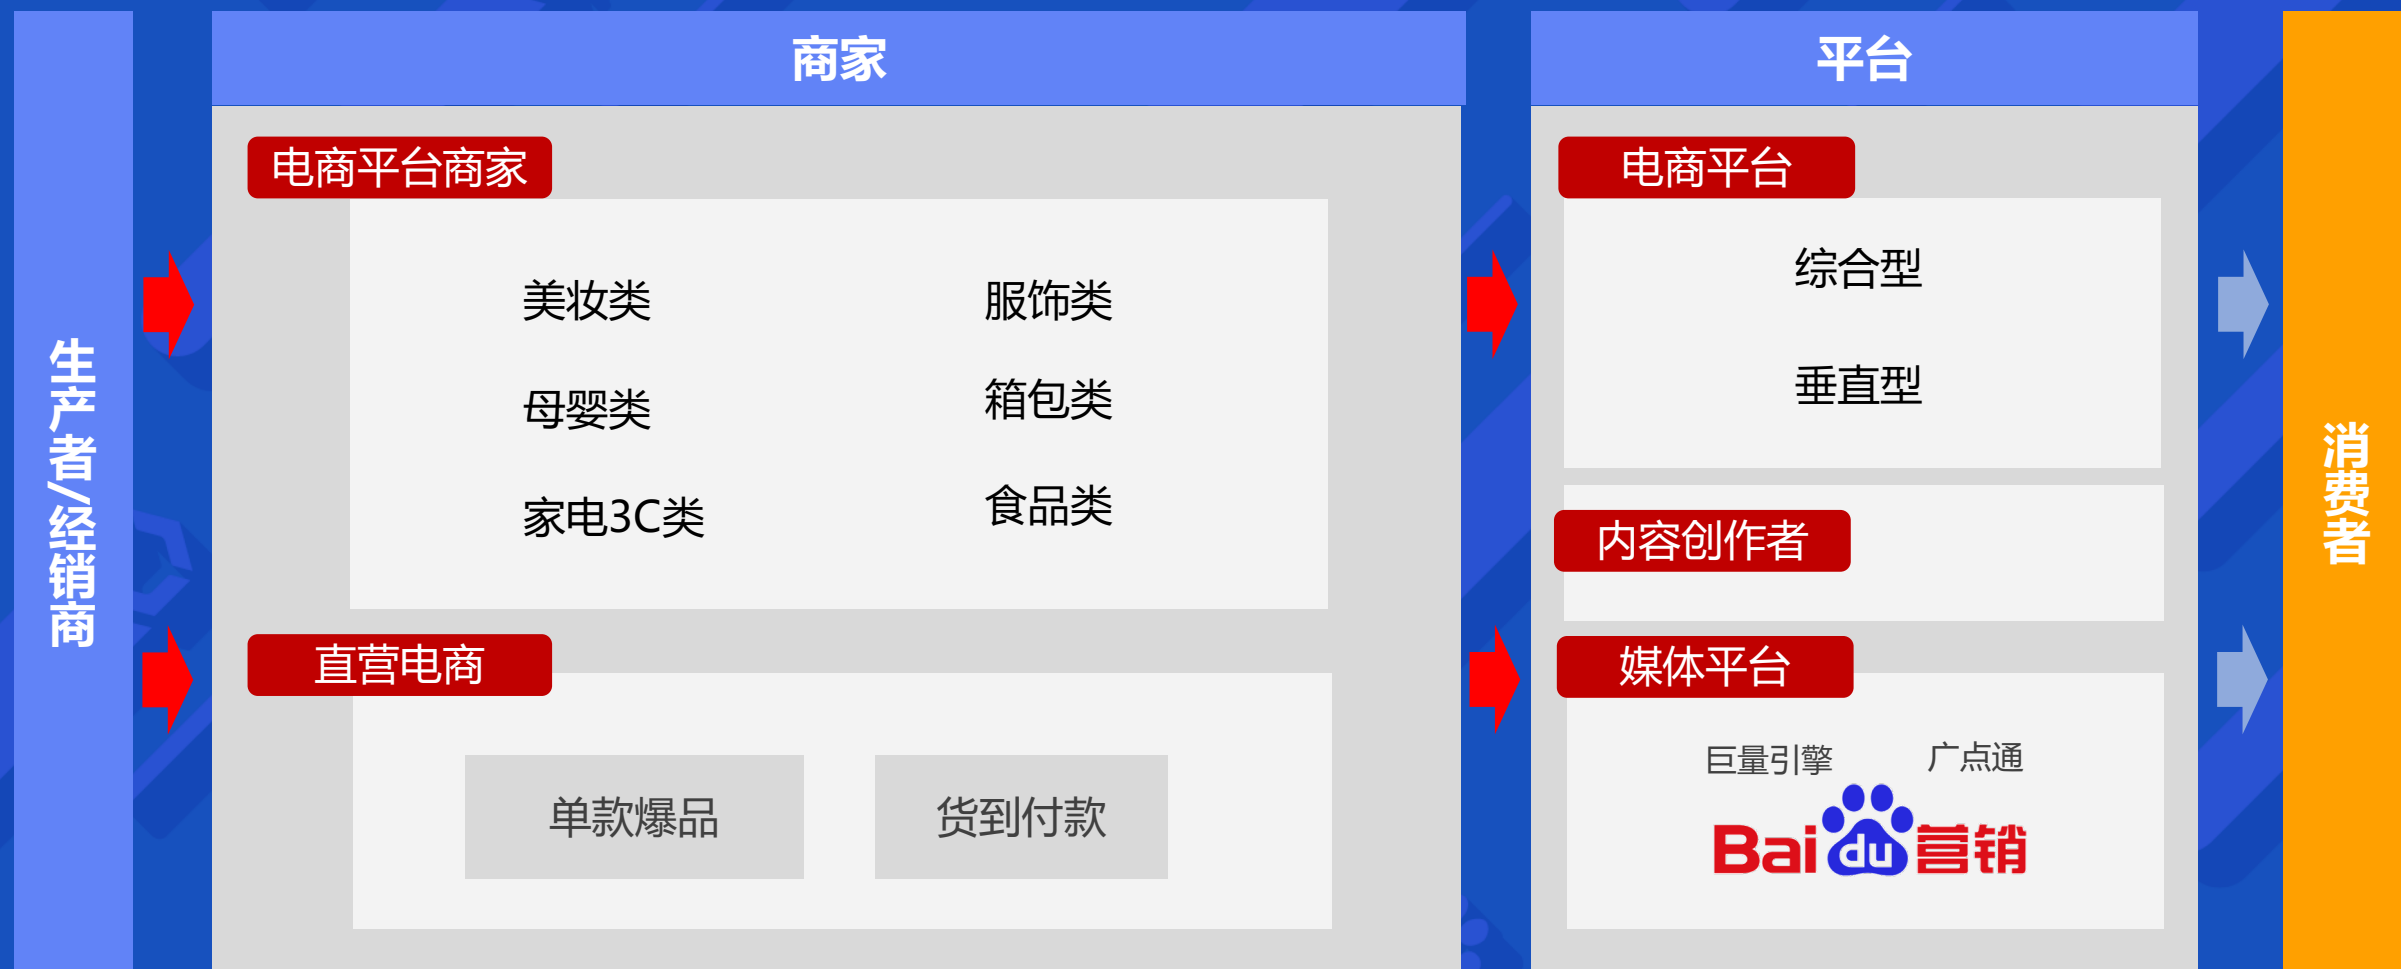 生产者/经销商
商家
电商平台商家
美妆类
服饰类
母婴类
箱包类
家电3C类
食品类
直营电商
单款爆品
货到付款
平台
电商平台
综合型
垂直型
内容创作者
媒体平台
巨量引擎
广点通
Baidu营销
消费者